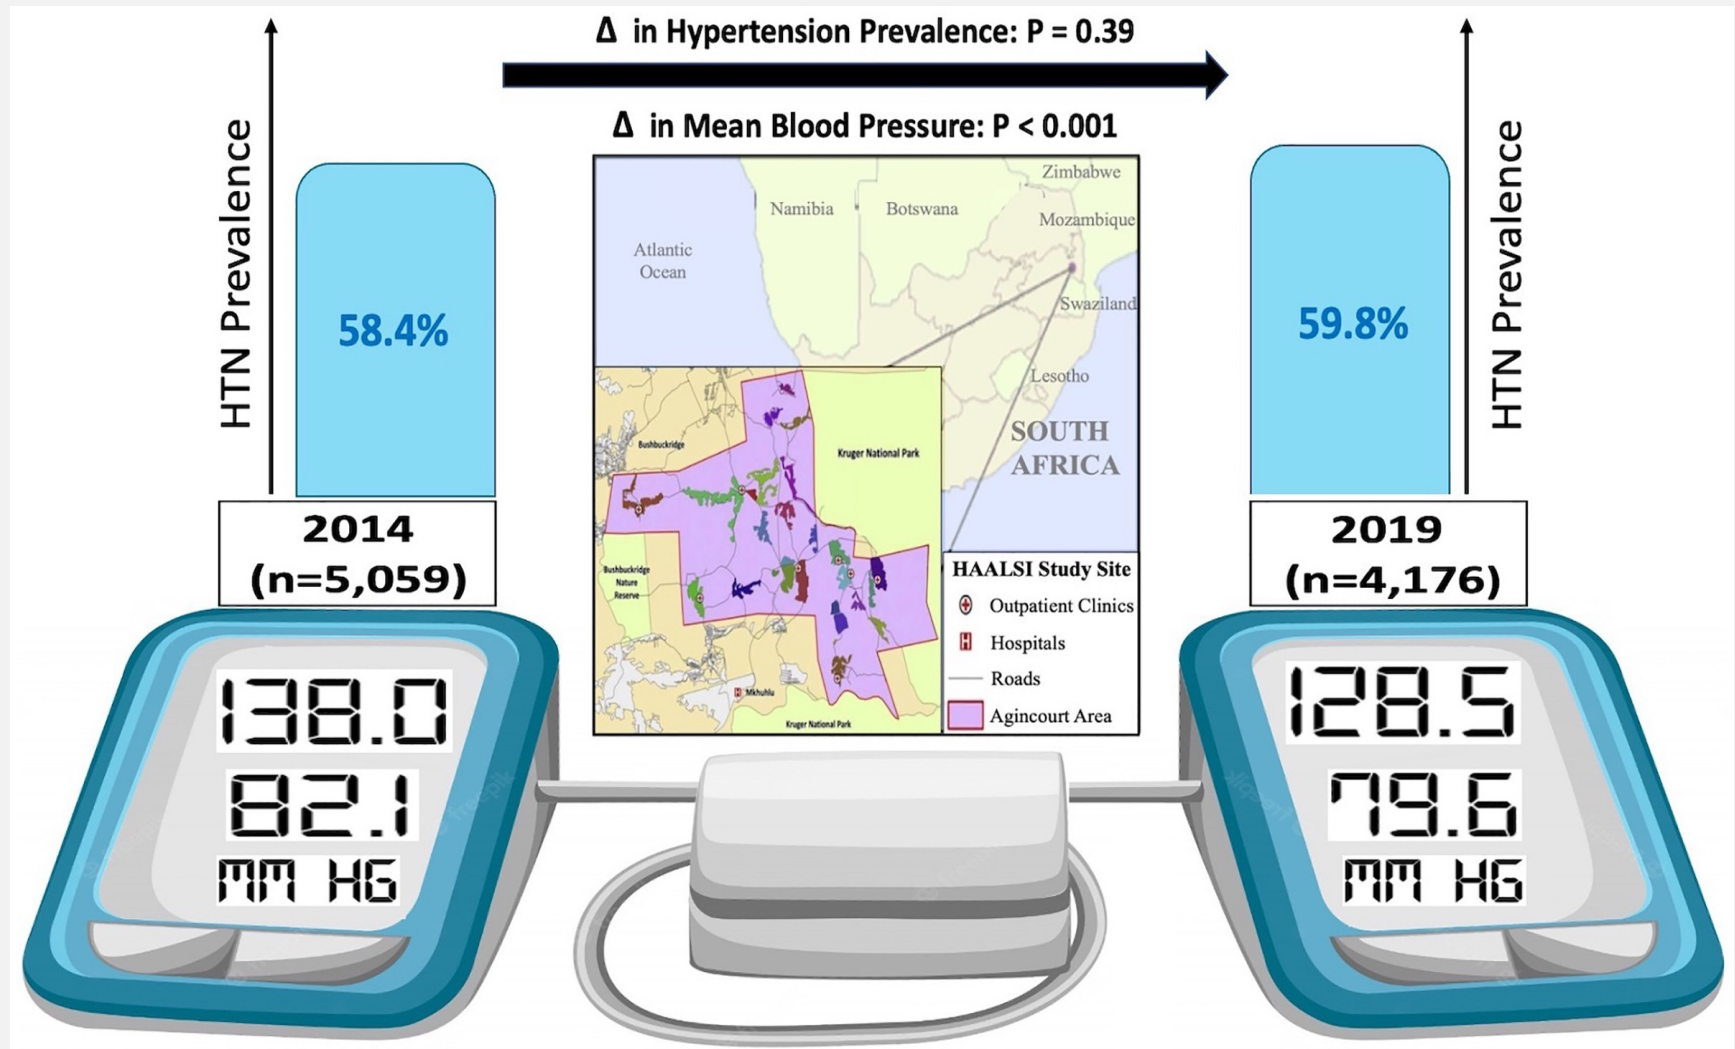 Δ in Hypertension Prevalence: P = 0.39
Δ in Mean Blood Pressure: P < 0.001
HTN Prevalence
58.4%
2014
(n=5,059)
138.0
82.1
MM HG
Zimbabwe
Namibia
Botswana
Mozambique
Atlantic
Ocean
Swaziland
Lesotho
SOUTH
AFRICA
Bushbuckridge
Kruger National Park
Bushbuckridge
Nature
Reserve
Mkhuhlu
Kruger National Park
HAALSI Study Site
Outpatient Clinics
H Hospitals
Roads
Agincourt Area
HTN Prevalence
59.8%
2019
(n=4,176)
128.5
79.6
MM HG